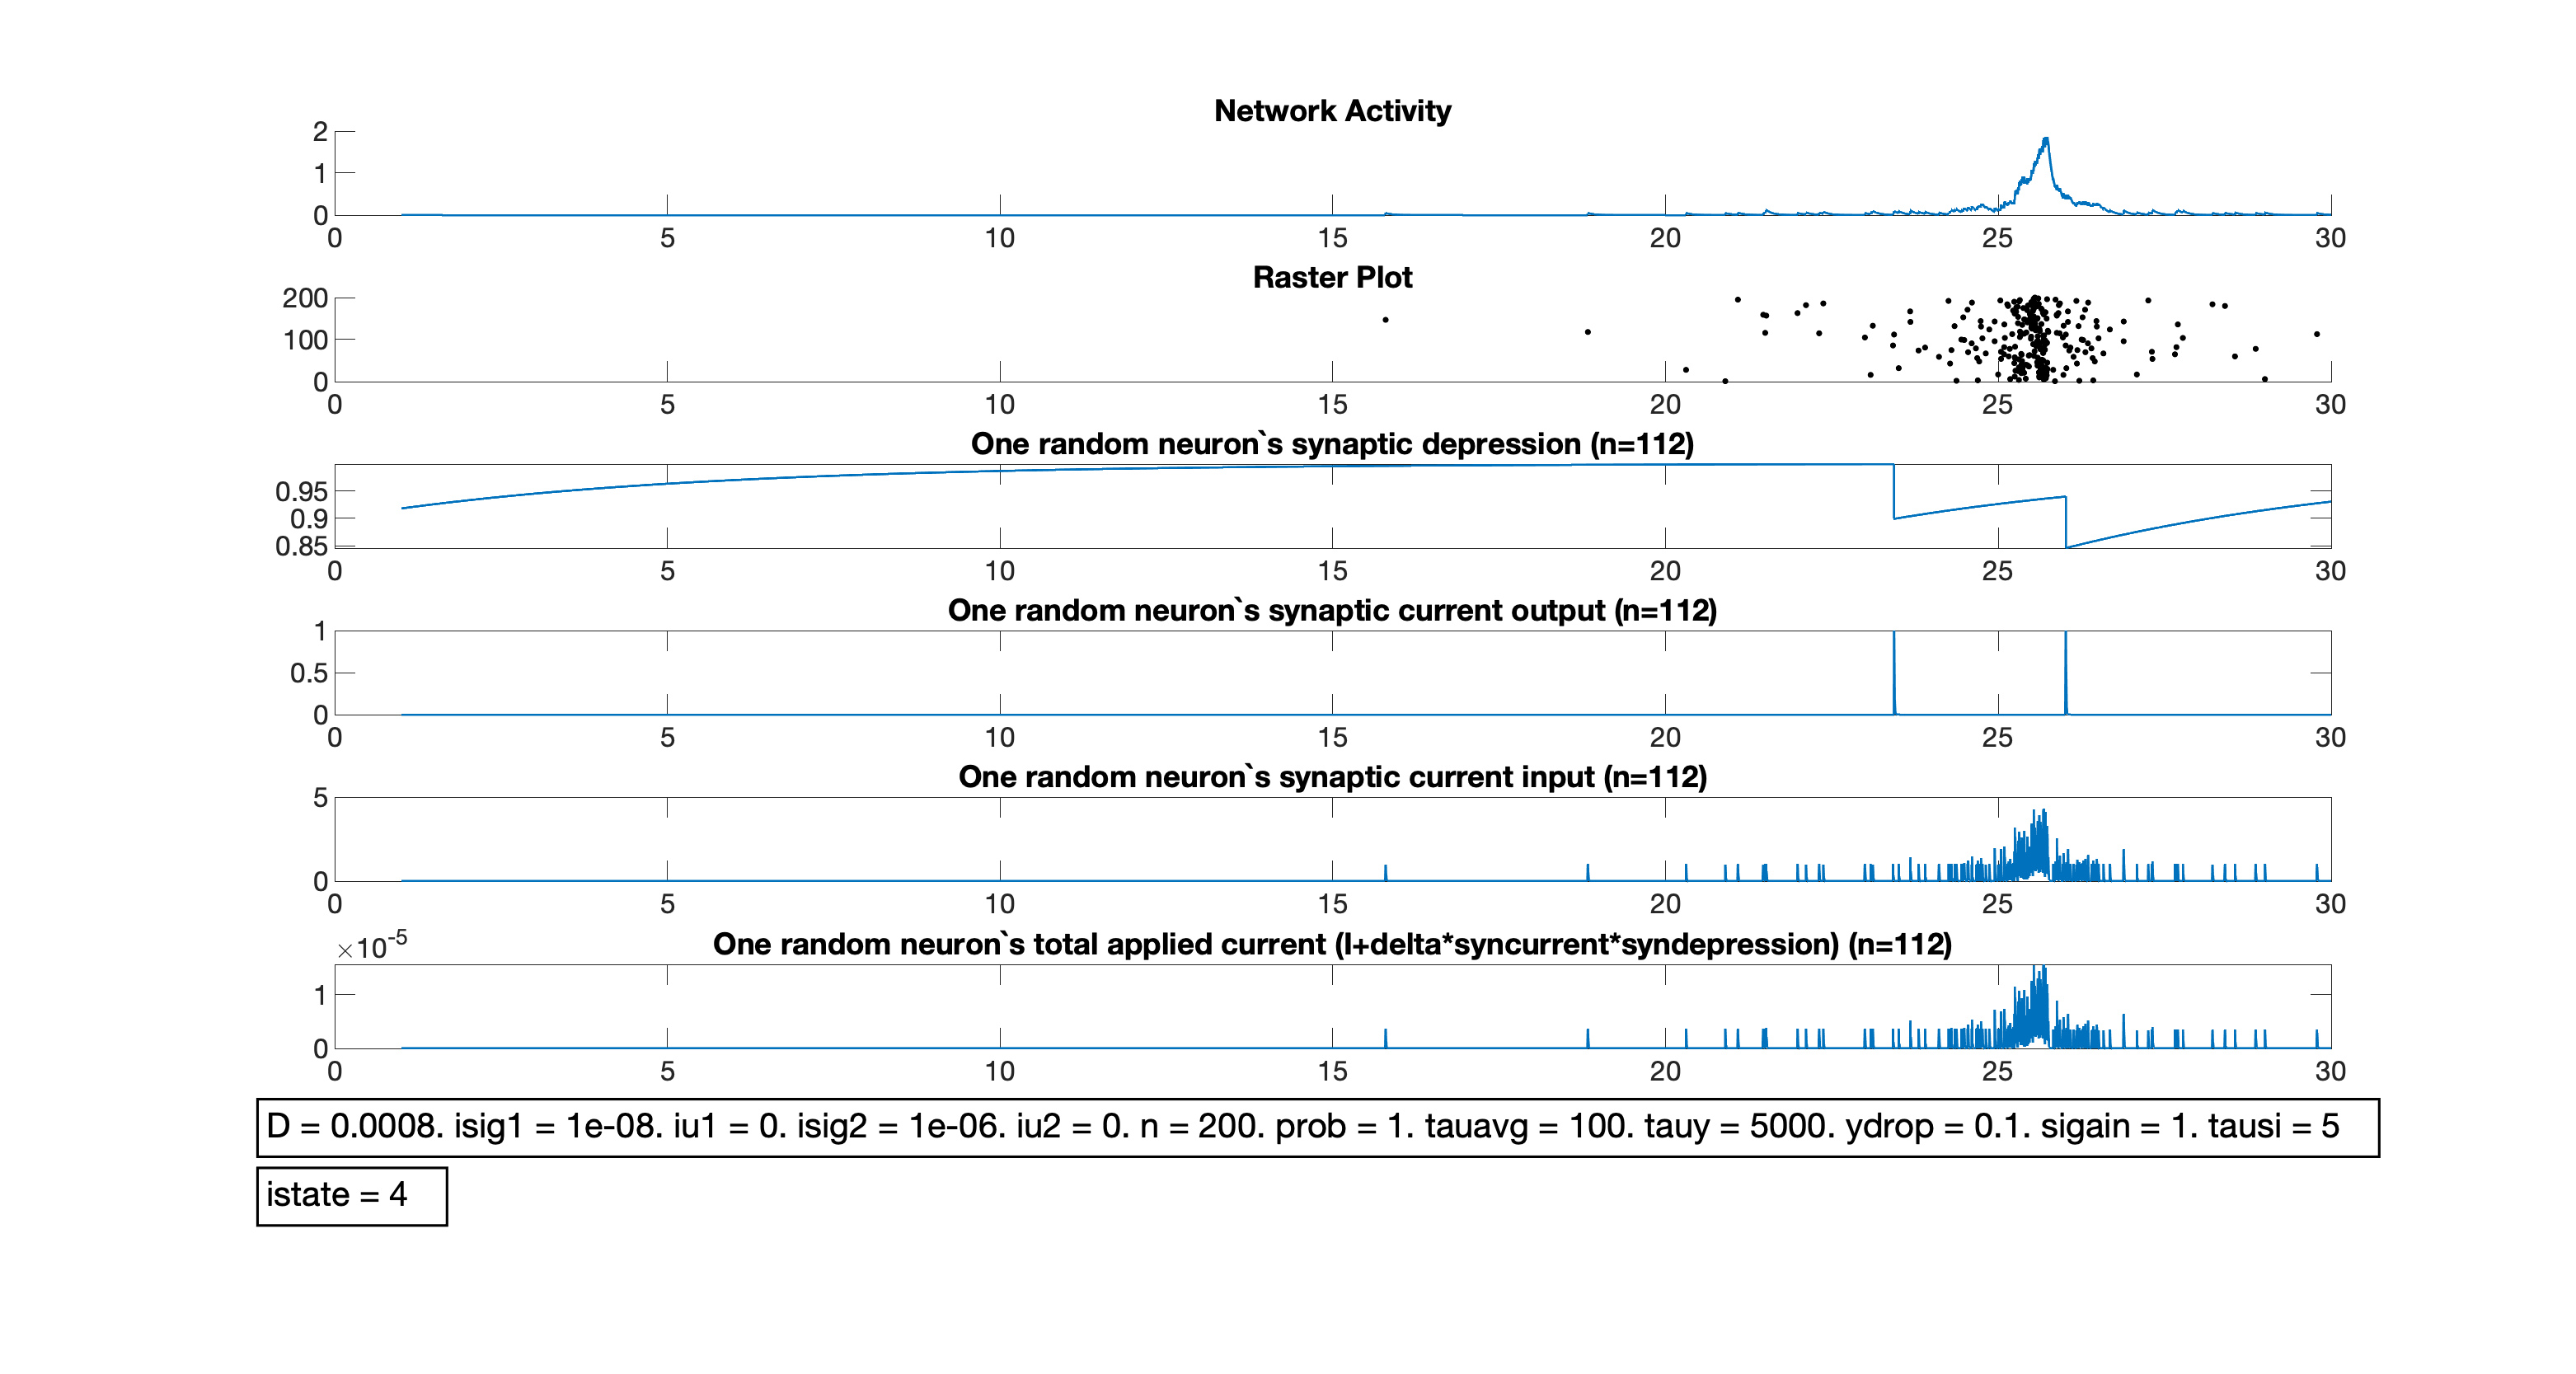 Network Activity
2
1
0
0 5 10 15 20 25 30
Raster Plot
200
100
0
0 5 10 15 20 25 30
One random neuron`s synaptic depression (n=112)
0.95
0.9
0.85
0 5 10 15 20 25 30
One random neuron`s synaptic current output (n=112)
1
0.5
0
0 5 10 15 20 25 30
One random neuron`s synaptic current input (n=112)
5
0
0 5 10 15 20 25 30
×10-5 One random neuron`s total applied current (I+delta*syncurrent*syndepression) (n=112)
1
0
0 5 10 15 20 25 30
D = 0.0008. isig1 = 1e-08. iu1 = 0. isig2 = 1e-06. iu2 = 0. n = 200. prob = 1. tauavg = 100. tauy = 5000. ydrop = 0.1. sigain = 1. tausi = 5
istate = 4